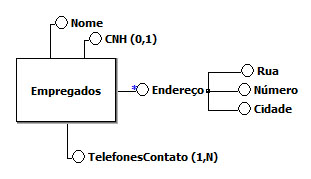 Nome
CNH (0,1)
Empregados
* Endereço
Rua
Número
Cidade
TelefonesContato (1,N)